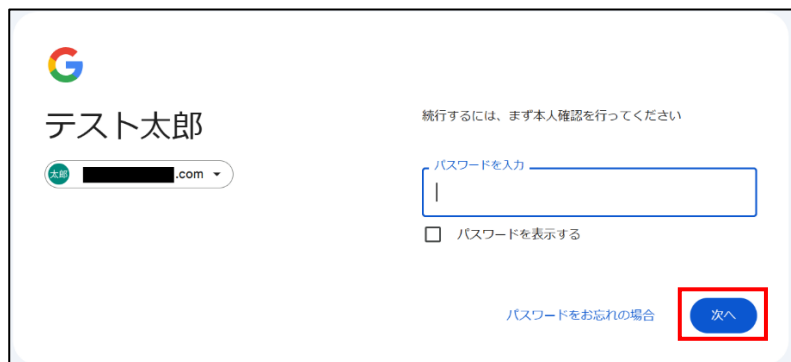 テスト太郎
太郎 .com
続行するには、まず本人確認を行ってください
パスワードを入力
パスワードを表示する
パスワードをお忘れの場合
次へ